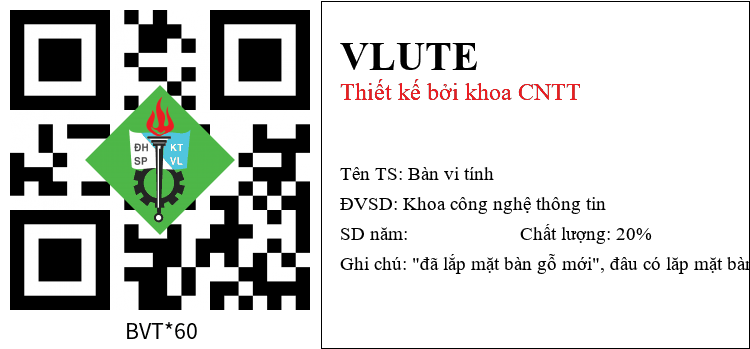 ĐH KT
SP VL
BVT*60
VLUTE
Thiết kế bởi khoa CNTT
Tên TS: Bàn vi tính
ĐVSD: Khoa công nghệ thông tin
SD năm: Chất lượng: 20%
Ghi chú: "đã lắp mặt bàn gỗ mới", đâu có lăp mặt bàn